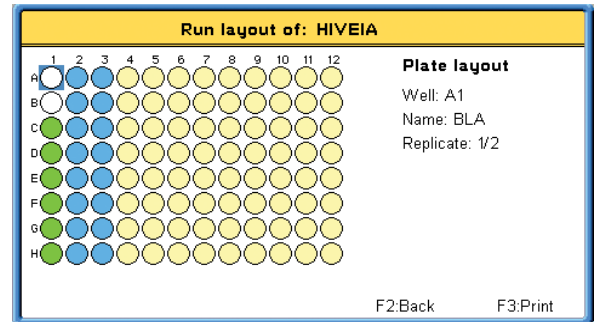 Run layout of: HIVEIA
1 2 3 4 5 6 7 8 9 10 11 12
A
B
C
D
E
F
G
H
Plate layout
Well: A1
Name: BLA
Replicate: 1/2
F2:Back F3:Print